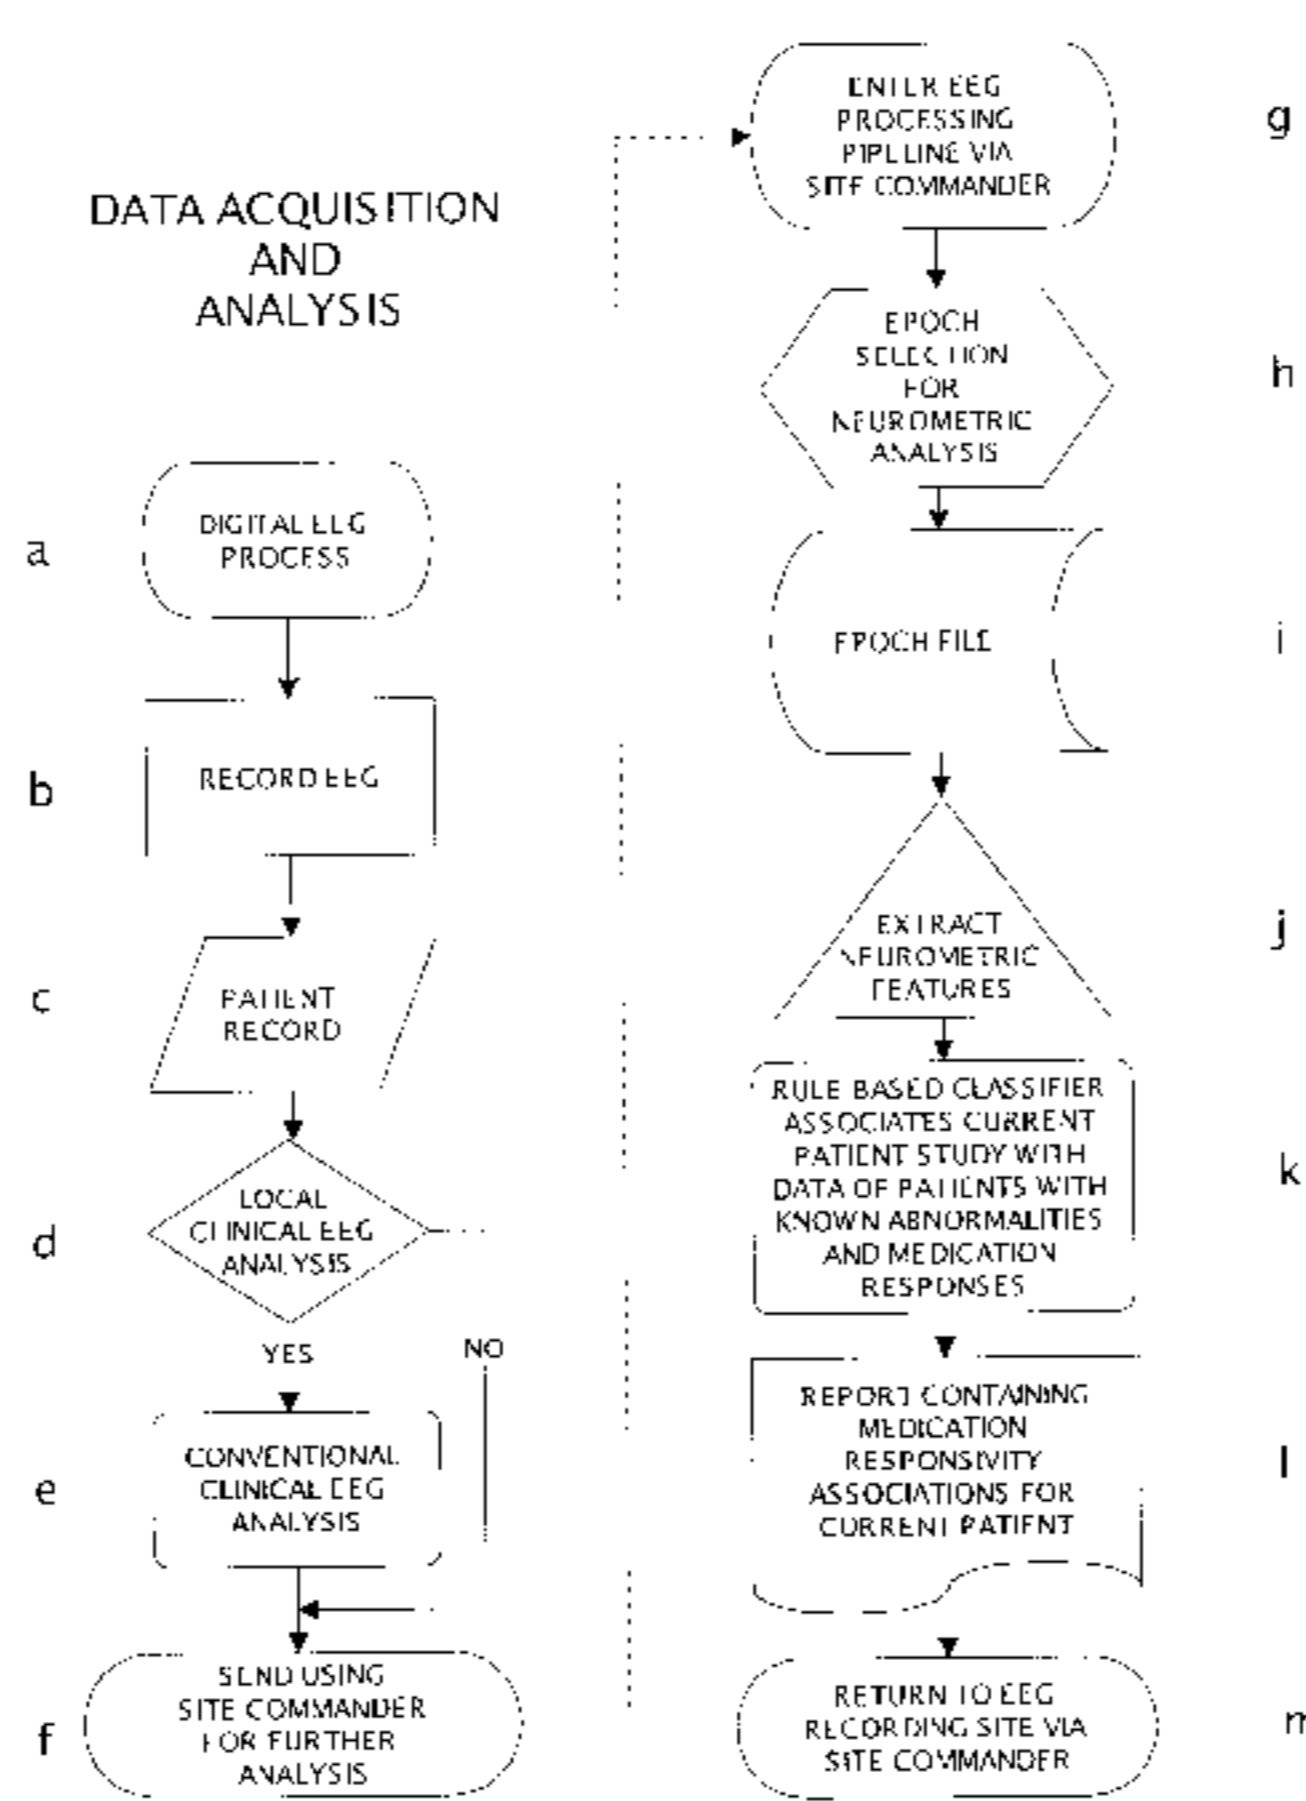 DATA ACQUISITION
AND
ANALYSIS
a
DIGITAL EEG
PROCESS
b
RECORD EEG
c
PATIENT
RECORD
d
LOCAL
CLINICAL EEG
ANALYSIS
YES
NO
e
CONVENTIONAL
CLINICAL EEG
ANALYSIS
f
SEND USING
SITE COMMANDER
FOR FURTHER
ANALYSIS
ENTER EEG
PROCESSING
PIPELINE VIA
SITE COMMANDER
g
EPOCH
SELECTION
FOR
NEUROMETRIC
ANALYSIS
h
EPOCH FILE
i
EXTRACT
NEUROMETRIC
FEATURES
j
RULE BASED CLASSIFIER
ASSOCIATES CURRENT
PATIENT STUDY WITH
DATA OF PATIENTS WITH
KNOWN ABNORMALITIES
AND MEDICATION
RESPONSES
k
REPORT CONTAINING
MEDICATION
RESPONSIVITY
ASSOCIATIONS FOR
CURRENT PATIENT
l
RETURN TO EEG
RECORDING SITE VIA
SITE COMMANDER
m